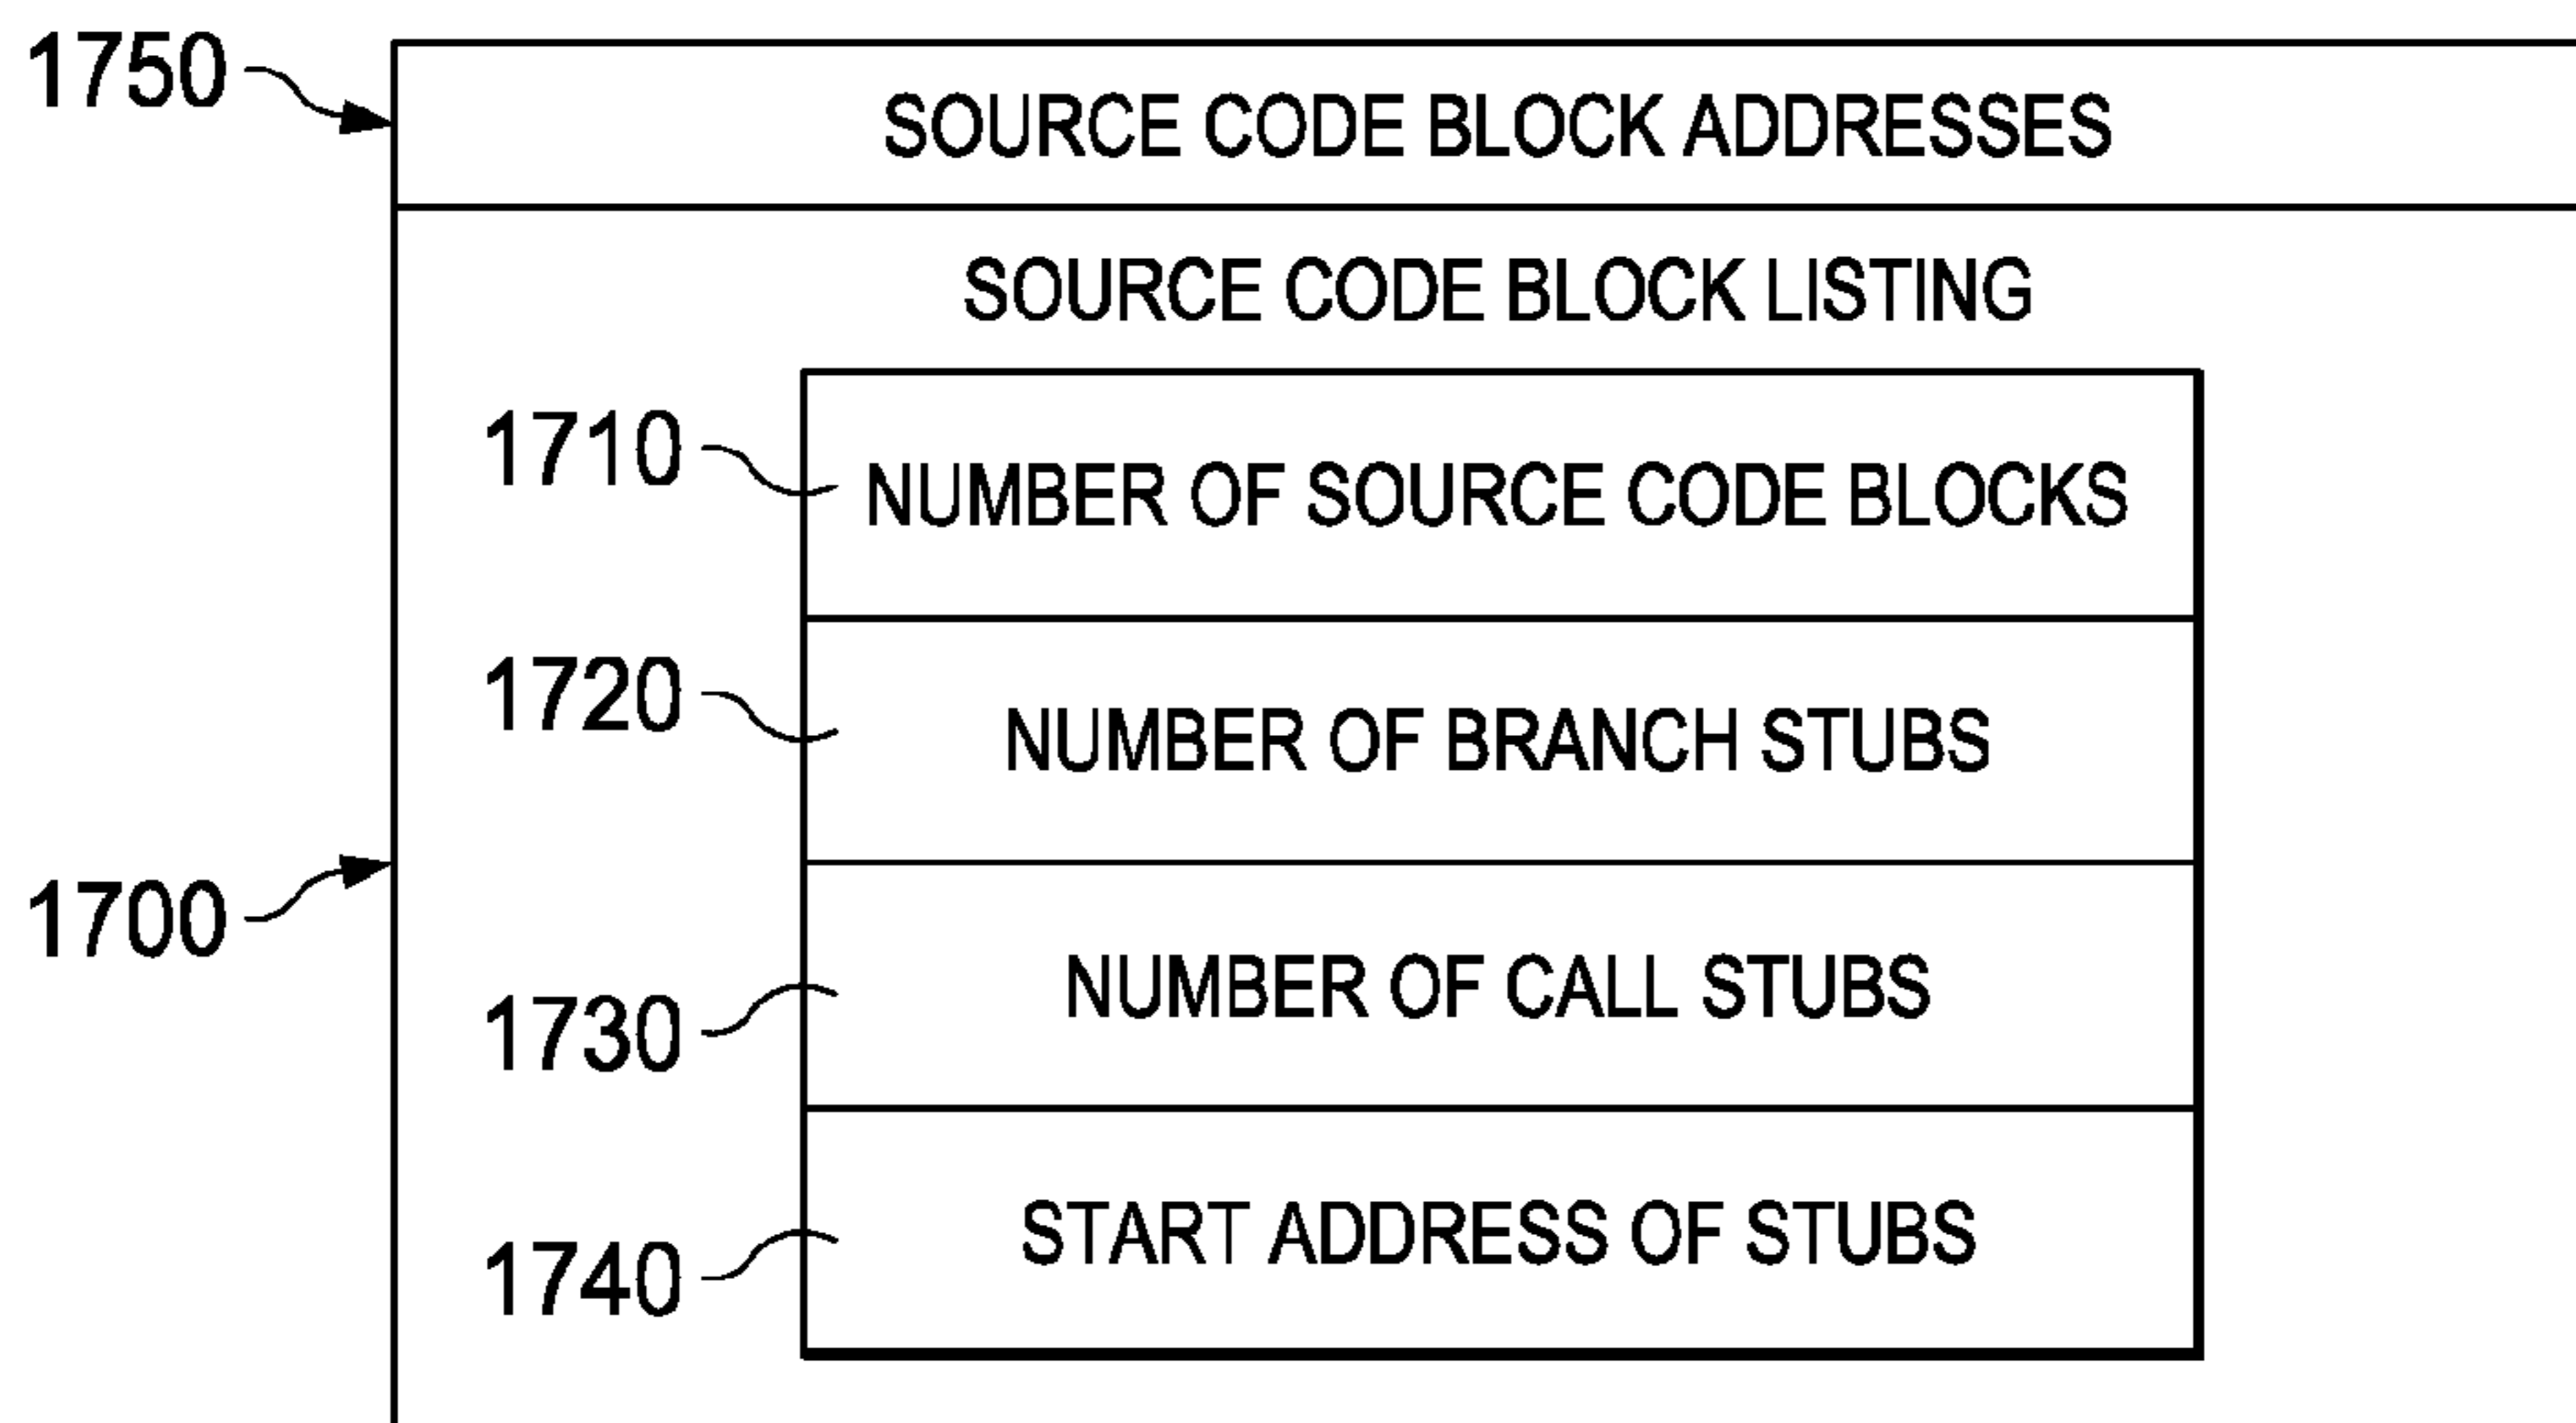 1750
SOURCE CODE BLOCK ADDRESSES
SOURCE CODE BLOCK LISTING
1710
NUMBER OF SOURCE CODE BLOCKS
1720
NUMBER OF BRANCH STUBS
1700
1730
NUMBER OF CALL STUBS
1740
START ADDRESS OF STUBS